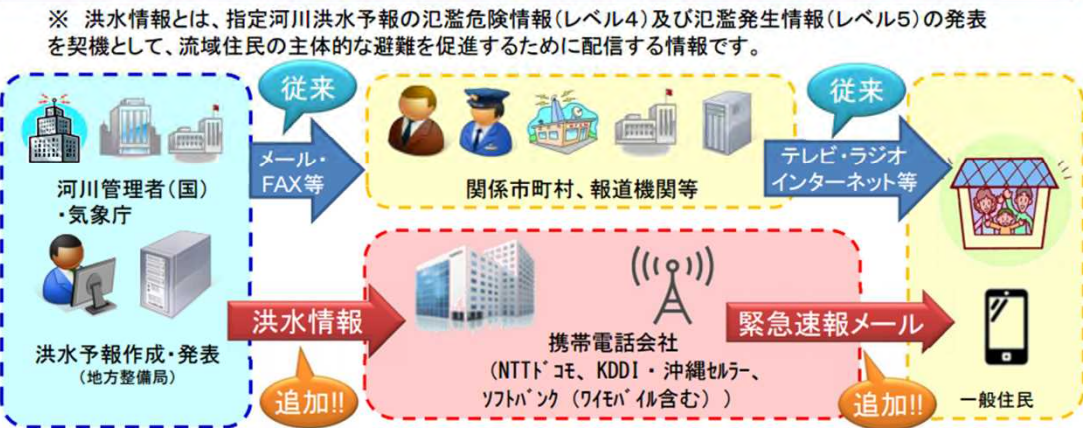 ※ 洪水情報とは、指定河川洪水予報の氾濫危険情報(レベル4)及び氾濫発生情報(レベル5)の発表
を契機として、流域住民の主体的な避難を促進するために配信する情報です。
従来
メール・
FAX等
河川管理者(国)
・気象庁
関係市町村、報道機関等
従来
テレビ・ラジオ
インターネット等
洪水予報作成・発表
(地方整備局)
洪水情報
追加!!
携帯電話会社
(NTTドコモ、KDDI・沖縄セルラー、
ソフトバンク(ワイモバイル含む))
緊急速報メール
追加!!
一般住民